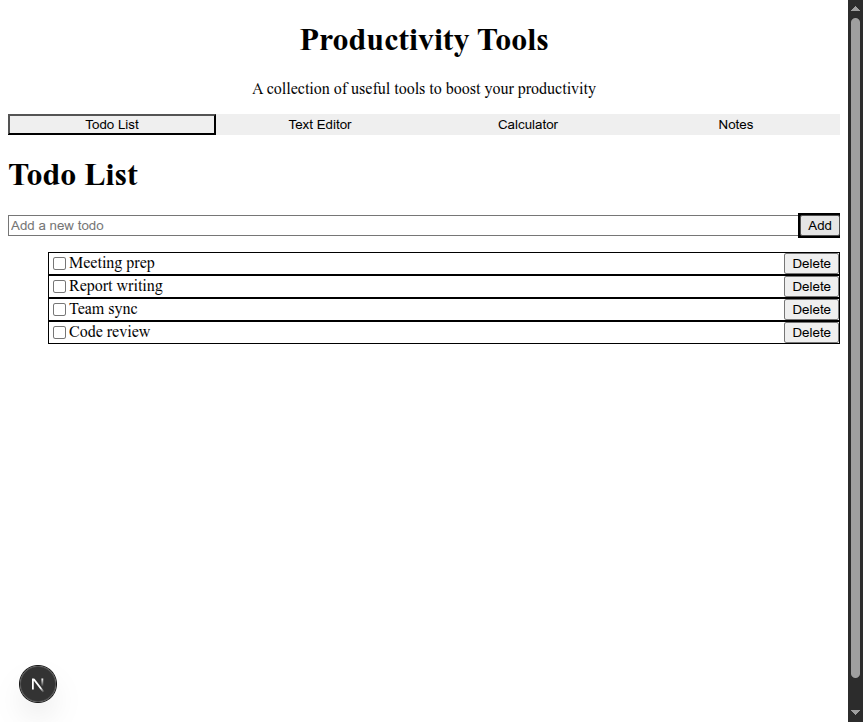 Productivity Tools
A collection of useful tools to boost your productivity
Todo List Text Editor Calculator Notes
Todo List
Add a new todo Add
Meeting prep Delete
Report writing Delete
Team sync Delete
Code review Delete
N